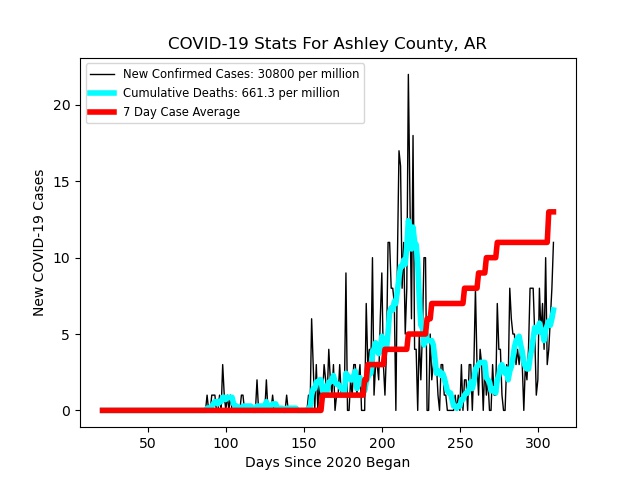 COVID-19 Stats For Ashley County, AR
New Confirmed Cases: 30800 per million
Cumulative Deaths: 661.3 per million
7 Day Case Average
20
15
10
5
0
New COVID-19 Cases
50 100 150 200 250 300
Days Since 2020 Began